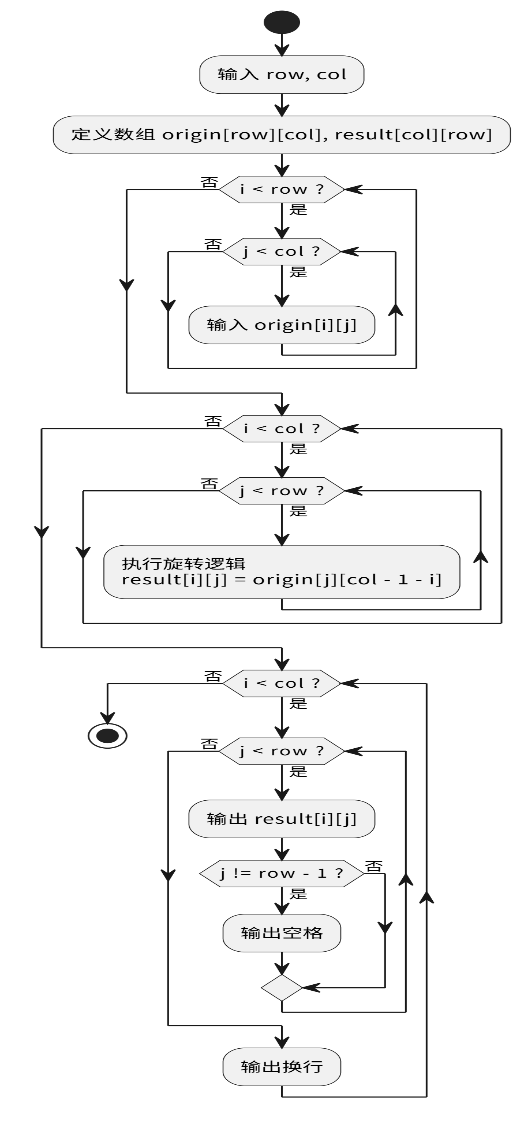 输入 row, col
定义数组 origin[row][col], result[col][row]
否
i < row ?
是
否
j < col ?
是
输入 origin[i][j]
否
i < col ?
是
否
j < row ?
是
执行旋转逻辑
result[i][j] = origin[j][col - 1 - i]
否
i < col ?
是
否
j < row ?
是
输出 result[i][j]
j != row - 1 ?
否
是
输出空格
输出换行